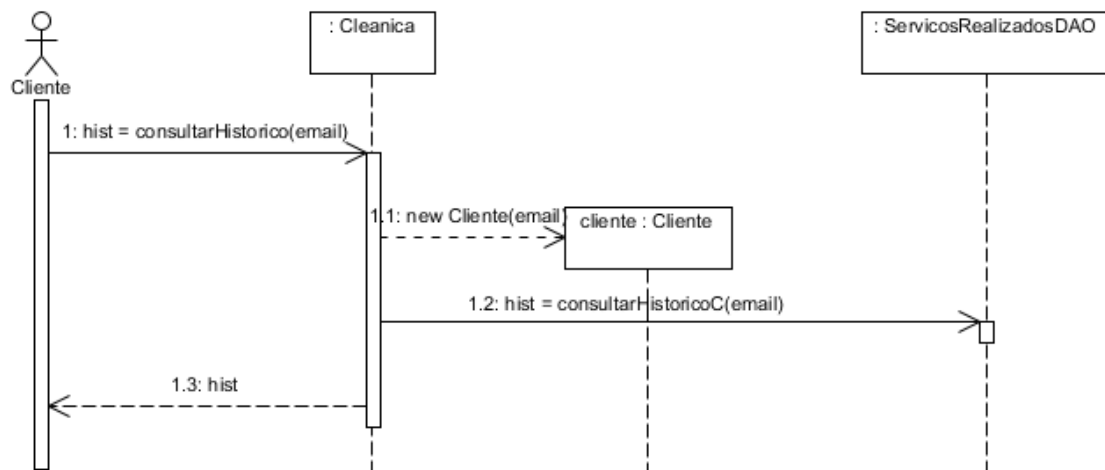 : Cleanica
: ServicosRealizadosDAO
Cliente
1: hist = consultarHistorico(email)
1.1: new Cliente(email)
cliente : Cliente
1.2: hist = consultarHistoricoC(email)
1.3: hist